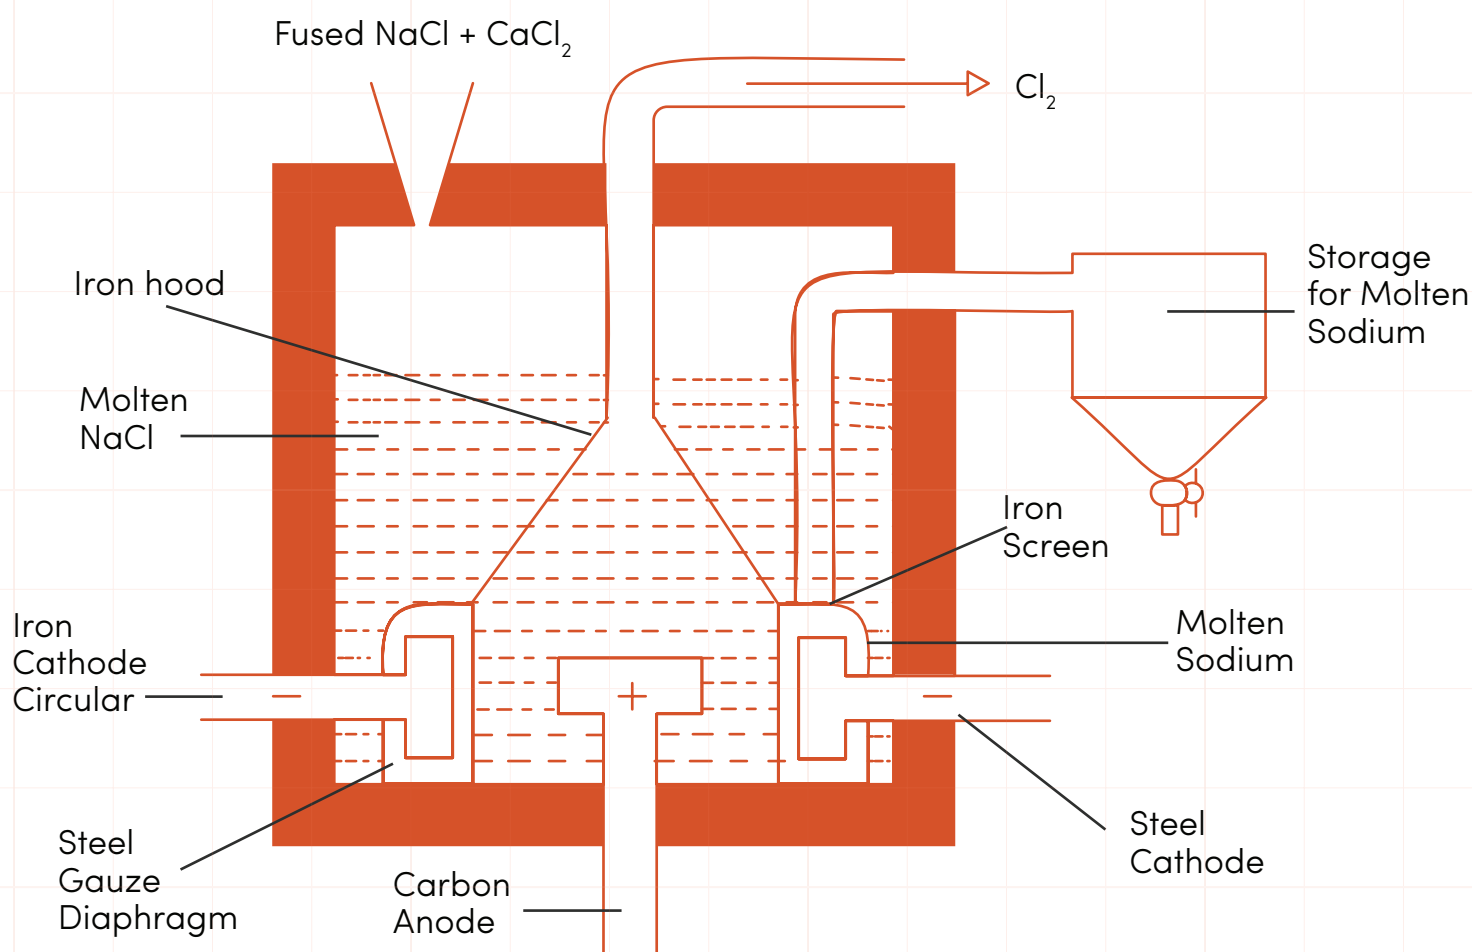 Fused NaCl + CaCl₂
Cl₂
Iron hood
Storage
for Molten
Sodium
Molten
NaCl
Iron
Screen
Iron
Cathode
Circular
Molten
Sodium
−
+
−
Steel
Gauze
Diaphragm
Carbon
Anode
Steel
Cathode